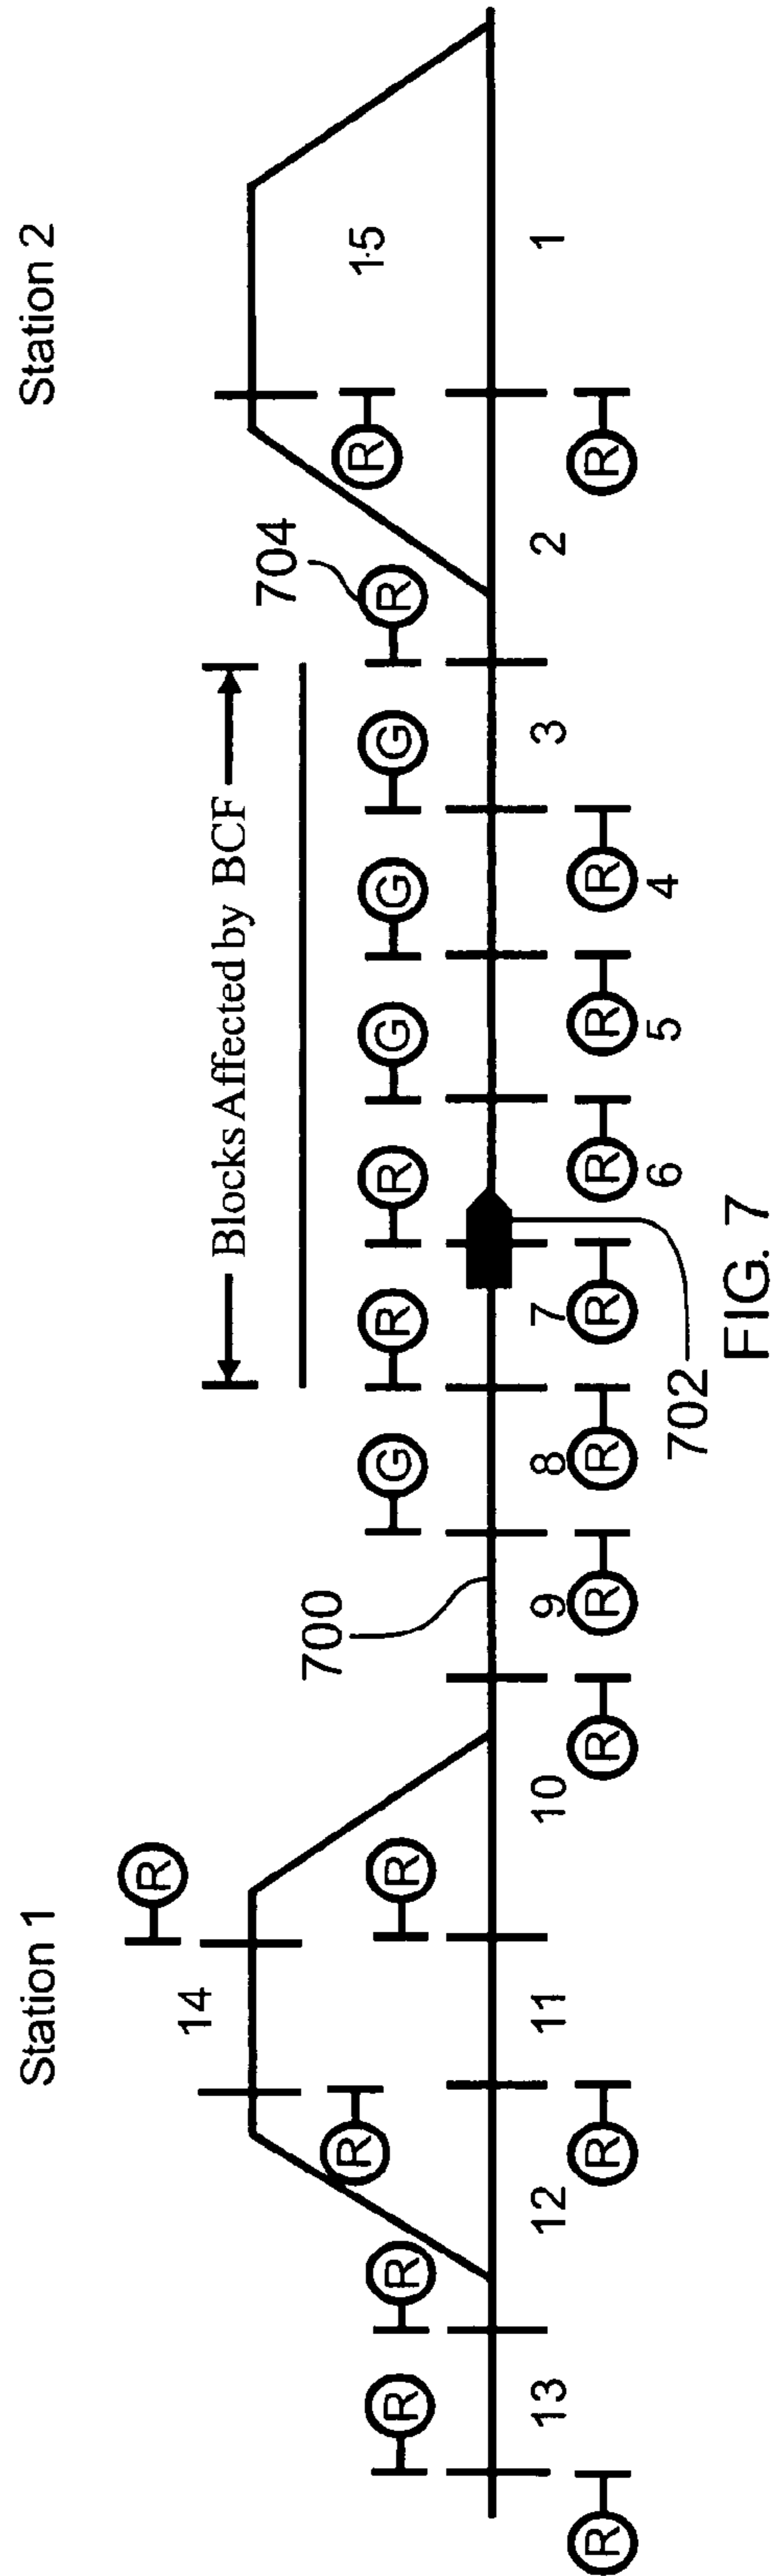 Station 1
Station 2
R
14
Blocks Affected by BCF
704
700
R
R
15
R R R G R R G G G R
13 12 11 10 9 8 7 3 2 1
R R R R R R R R R R
6 5 4
702
FIG. 7